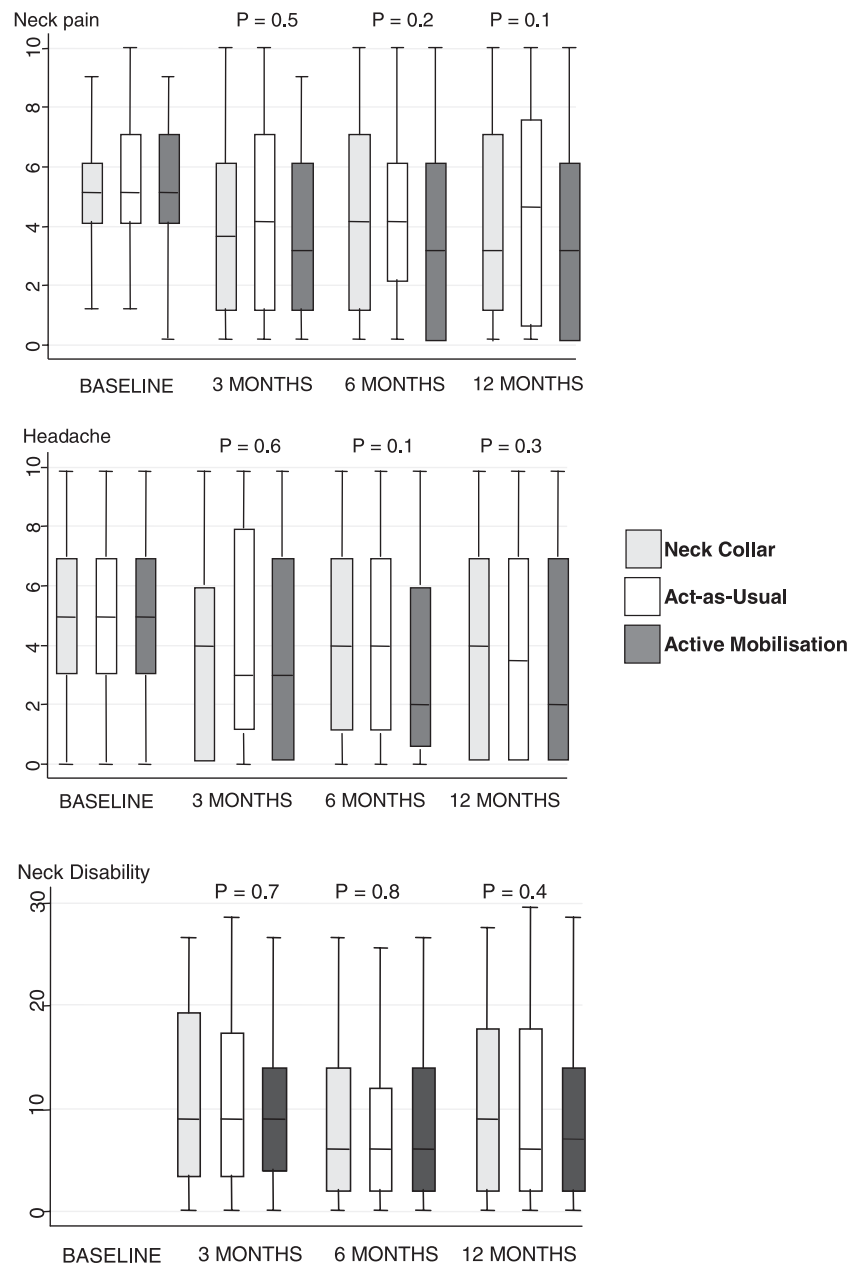 Neck pain
P = 0.5 P = 0.2 P = 0.1
10
8
6
4
2
0
BASELINE 3 MONTHS 6 MONTHS 12 MONTHS
Headache
P = 0.6 P = 0.1 P = 0.3
10
8
6
4
2
0
BASELINE 3 MONTHS 6 MONTHS 12 MONTHS
Neck Collar
Act-as-Usual
Active Mobilisation
Neck Disability
P = 0.7 P = 0.8 P = 0.4
30
20
10
0
BASELINE 3 MONTHS 6 MONTHS 12 MONTHS